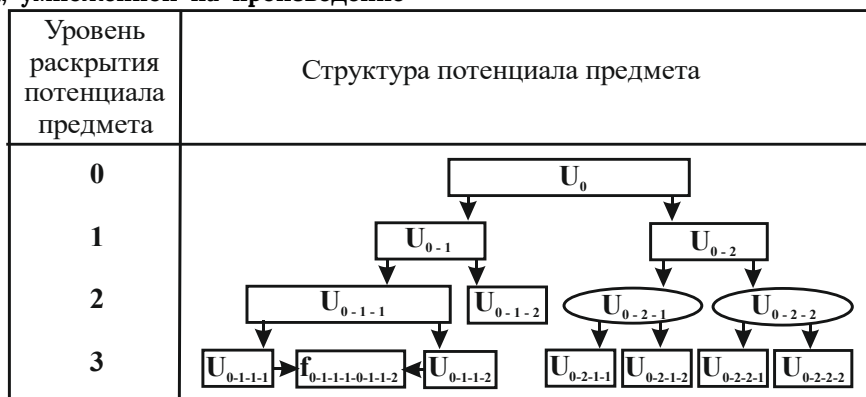 умноженной на произведение
Уровень
раскрытия
потенциала
предмета
Структура потенциала предмета
0
U₀
1
U₀₋₁ U₀₋₂
2
U₀₋₁₋₁ U₀₋₁₋₂ U₀₋₂₋₁ U₀₋₂₋₂
3
U₀₋₁₋₁₋₁ f₀₋₁₋₁₋₁₋₀₋₁₋₁₋₂ U₀₋₁₋₁₋₂ U₀₋₂₋₁₋₁ U₀₋₂₋₁₋₂ U₀₋₂₋₂₋₁ U₀₋₂₋₂₋₂